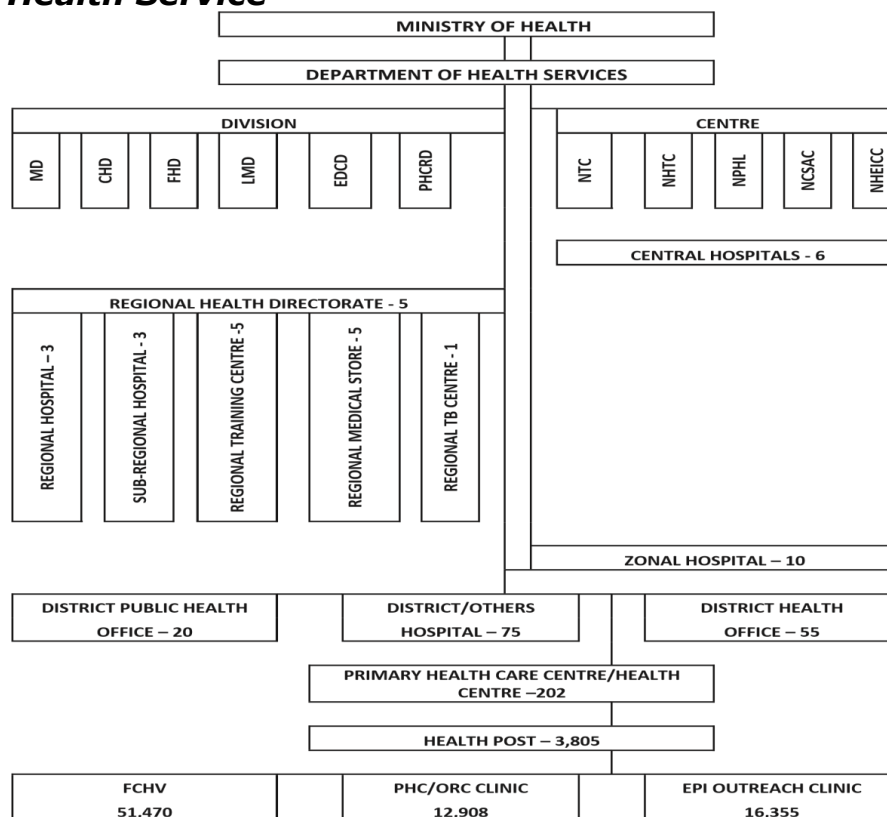 Health Service
MINISTRY OF HEALTH
DEPARTMENT OF HEALTH SERVICES
DIVISION
CENTRE
MD
CHD
FHD
LMD
EDCD
PHCRD
NTC
NHTC
NPHL
NCSAC
NHEICC
CENTRAL HOSPITALS - 6
REGIONAL HEALTH DIRECTORATE - 5
REGIONAL HOSPITAL – 3
SUB-REGIONAL HOSPITAL - 3
REGIONAL TRAINING CENTRE -5
REGIONAL MEDICAL STORE - 5
REGIONAL TB CENTRE - 1
ZONAL HOSPITAL – 10
DISTRICT PUBLIC HEALTH
OFFICE – 20
DISTRICT/OTHERS
HOSPITAL – 75
DISTRICT HEALTH
OFFICE – 55
PRIMARY HEALTH CARE CENTRE/HEALTH
CENTRE –202
HEALTH POST – 3,805
FCHV
51,470
PHC/ORC CLINIC
12,908
EPI OUTREACH CLINIC
16,355